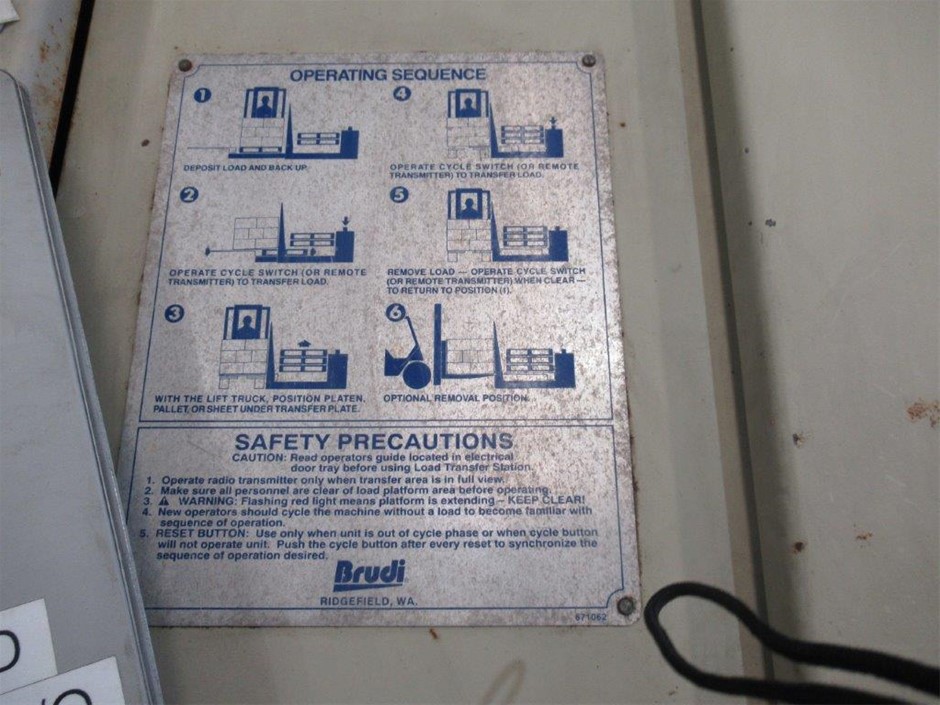 OPERATING SEQUENCE
1
DEPOSIT LOAD AND BACK UP.
2
OPERATE CYCLE SWITCH (OR REMOTE
TRANSMITTER) TO TRANSFER LOAD.
3
WITH THE LIFT TRUCK, POSITION PLATEN,
PALLET, OR SHEET UNDER TRANSFER PLATE.
4
OPERATE CYCLE SWITCH (OR REMOTE
TRANSMITTER) TO TRANSFER LOAD.
5
REMOVE LOAD — OPERATE CYCLE SWITCH
(OR REMOTE TRANSMITTER) WHEN CLEAR —
TO RETURN TO POSITION (1).
6
OPTIONAL REMOVAL POSITION.
SAFETY PRECAUTIONS
CAUTION: Read operators guide located in electrical
door tray before using Load Transfer Station.
1. Operate radio transmitter only when transfer area is in full view.
2. Make sure all personnel are clear of load platform area before operating.
3. ⚠ WARNING: Flashing red light means platform is extending – KEEP CLEAR!
4. New operators should cycle the machine without a load to become familiar with
sequence of operation.
5. RESET BUTTON: Use only when unit is out of cycle phase or when cycle button
will not operate unit. Push the cycle button after every reset to synchronize the
sequence of operation desired.
Brudi
RIDGEFIELD, WA.
671062